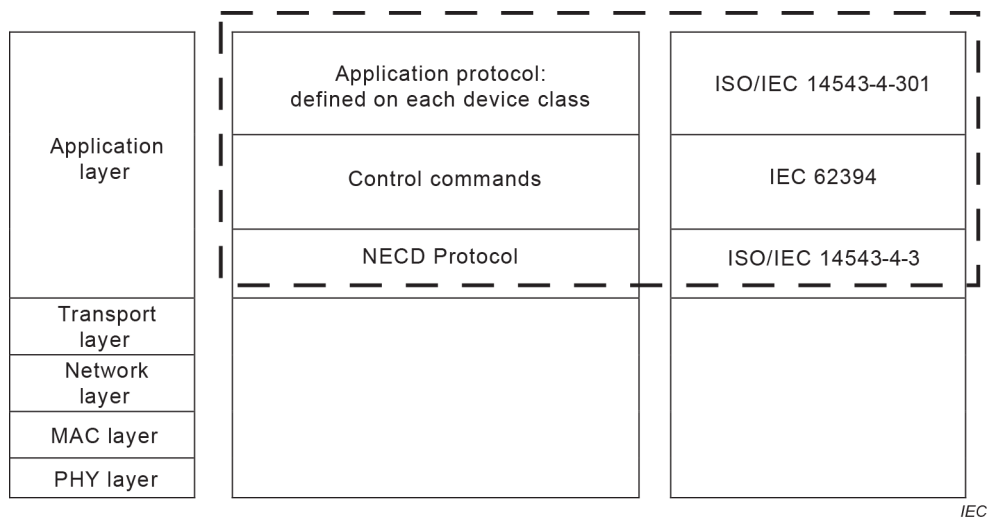 Application
layer
Transport
layer
Network
layer
MAC layer
PHY layer
Application protocol:
defined on each device class
Control commands
NECD Protocol
ISO/IEC 14543-4-301
IEC 62394
ISO/IEC 14543-4-3
IEC